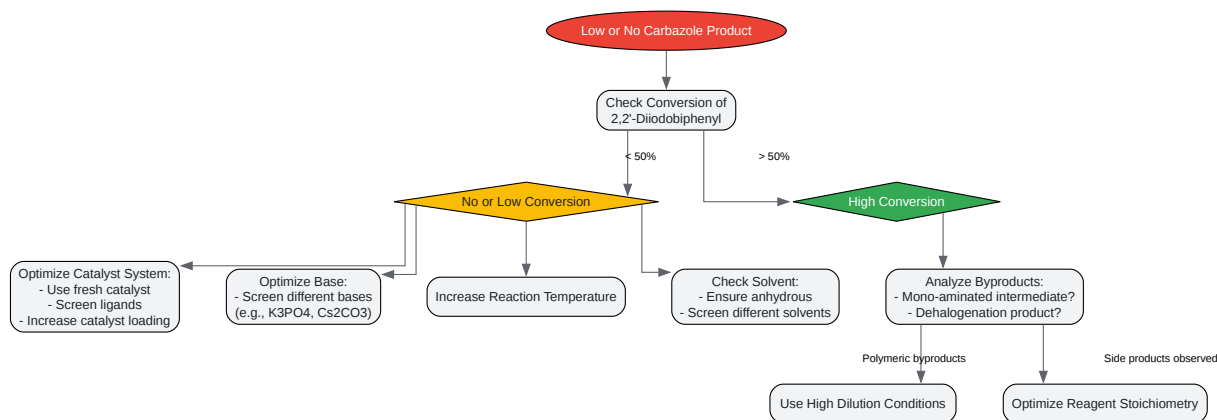 Low or No Carbazole Product
Check Conversion of
2,2'-Diiodobiphenyl
< 50%
> 50%
No or Low Conversion
High Conversion
Optimize Catalyst System:
- Use fresh catalyst
- Screen ligands
- Increase catalyst loading
Optimize Base:
- Screen different bases
(e.g., K3PO4, Cs2CO3)
Increase Reaction Temperature
Check Solvent:
- Ensure anhydrous
- Screen different solvents
Analyze Byproducts:
- Mono-aminated intermediate?
- Dehalogenation product?
Polymeric byproducts
Side products observed
Use High Dilution Conditions
Optimize Reagent Stoichiometry